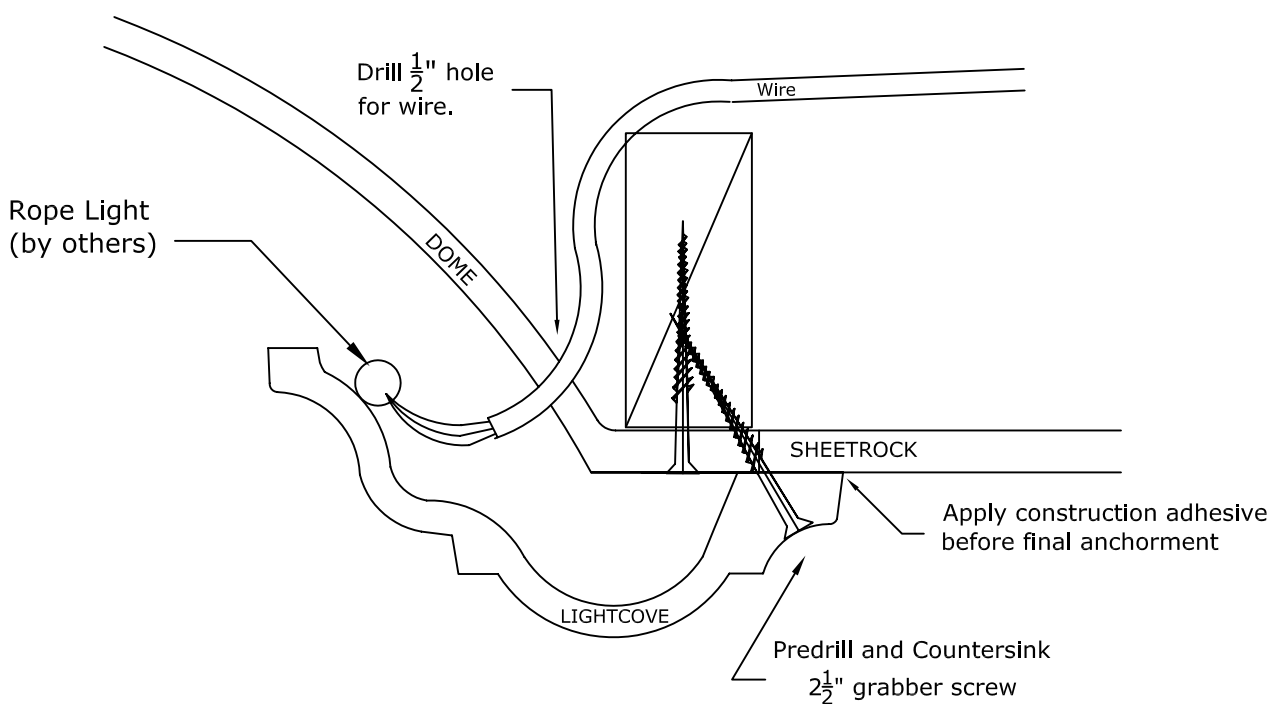 Drill 1/2" hole
for wire.
Wire
Rope Light
(by others)
DOME
SHEETROCK
Apply construction adhesive
before final anchorment
LIGHTCOVE
Predrill and Countersink
2 1/2" grabber screw